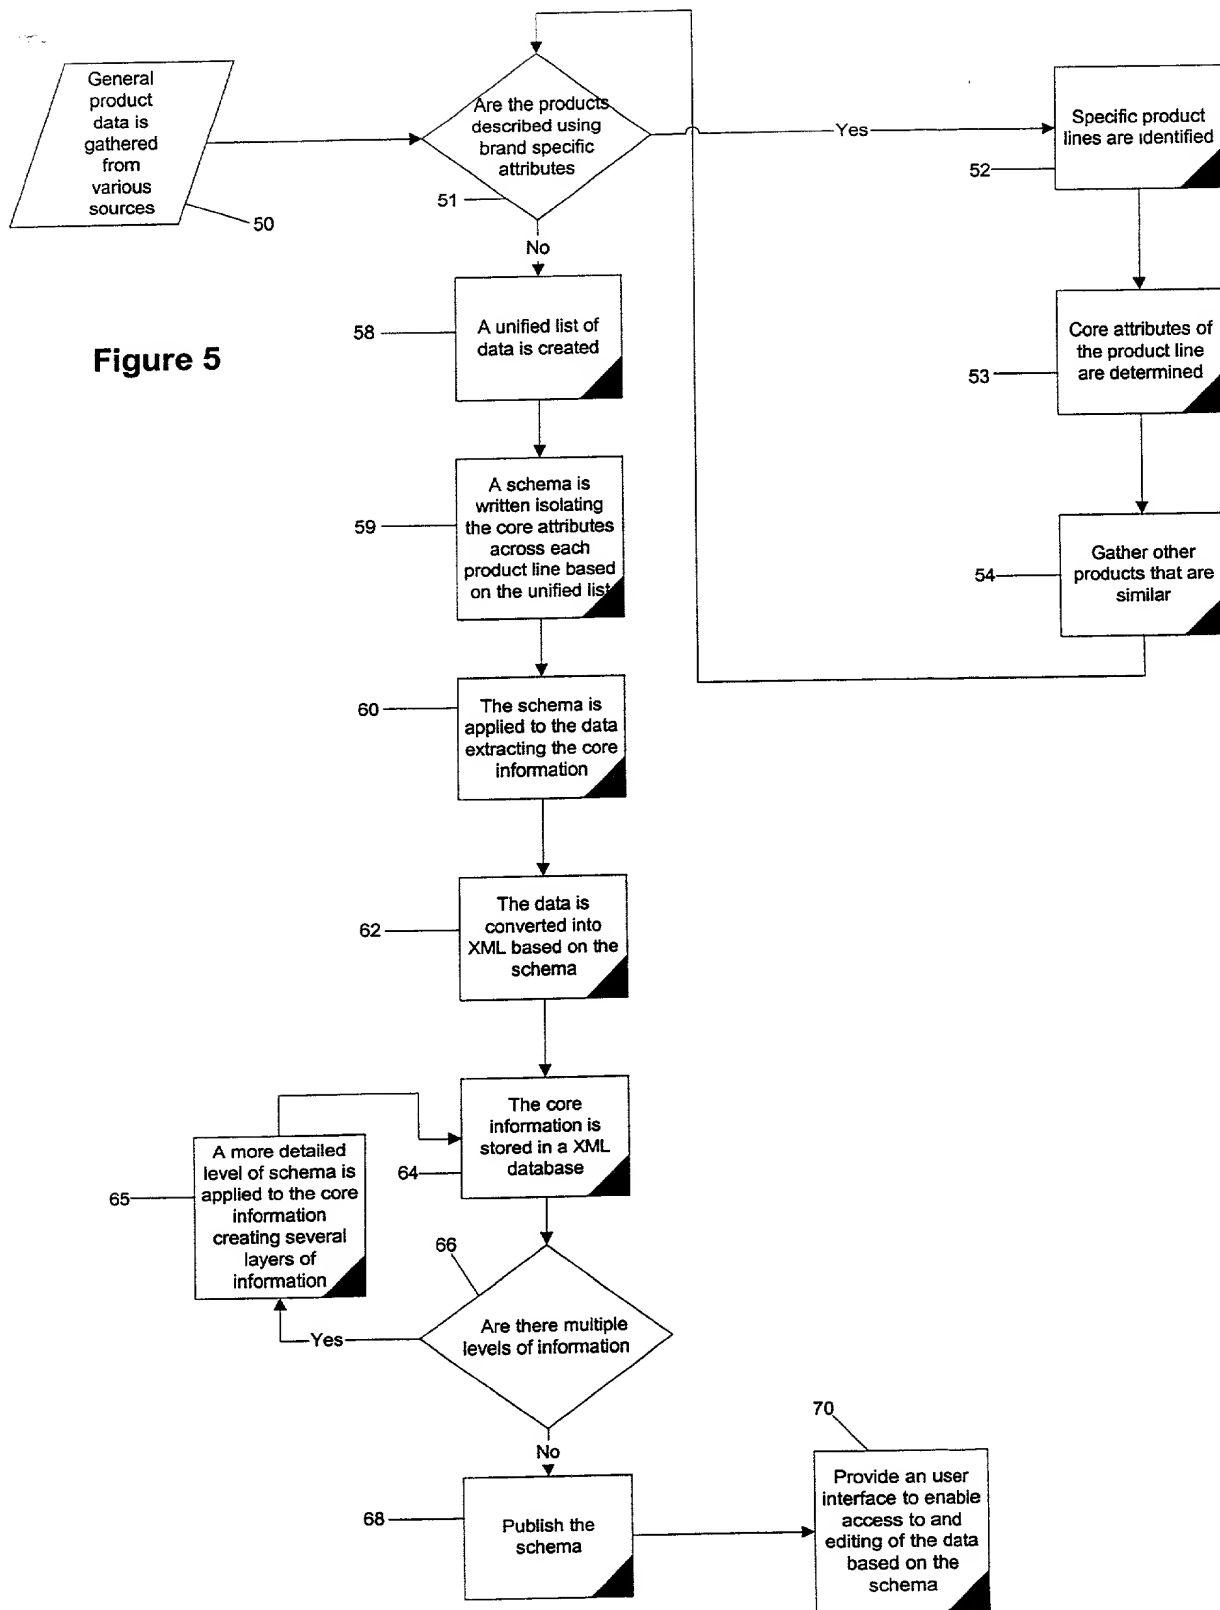 General
product
data is
gathered
from
various
sources
50
Are the products
described using
brand specific
attributes
51
Yes
Specific product
lines are identified
52
No
Core attributes of
the product line
are determined
53
Gather other
products that are
similar
54
A unified list of
data is created
58
Figure 5
A schema is
written isolating
the core attributes
across each
product line based
on the unified list
59
The schema is
applied to the data
extracting the core
information
60
The data is
converted into
XML based on the
schema
62
The core
information is
stored in a XML
database
64
A more detailed
level of schema is
applied to the core
information
creating several
layers of
information
65
66
Are there multiple
levels of information
Yes
No
Publish the
schema
68
70
Provide an user
interface to enable
access to and
editing of the data
based on the
schema